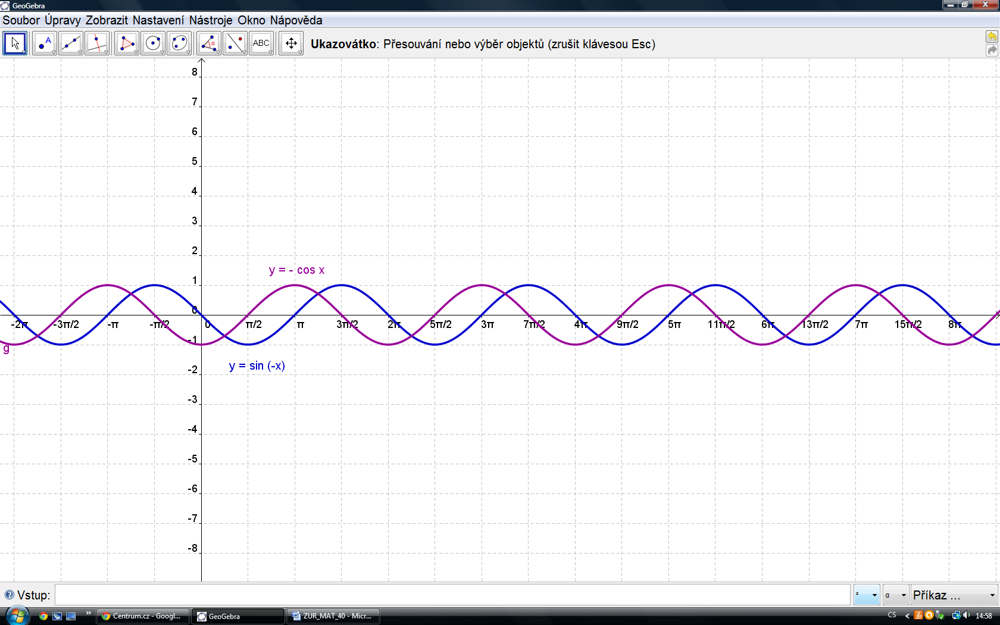 GeoGebra
Soubor Úpravy Zobrazit Nastavení Nástroje Okno Nápověda
A α ABC Ukazovátko: Přesouvání nebo výběr objektů (zrušit klávesou Esc)
8
7
6
5
4
3
2
y = - cos x
1
0
-2π -3π/2 -π -π/2 0 π/2 π 3π/2 2π 5π/2 3π 7π/2 4π 9π/2 5π 11π/2 6π 13π/2 7π 15π/2 8π
-1
g
y = sin (-x)
-2
-3
-4
-5
-6
-7
-8
Vstup: ² α Příkaz ...
Centrum.cz - Googl... GeoGebra ZUR_MAT_40 - Micr... CS 14:58